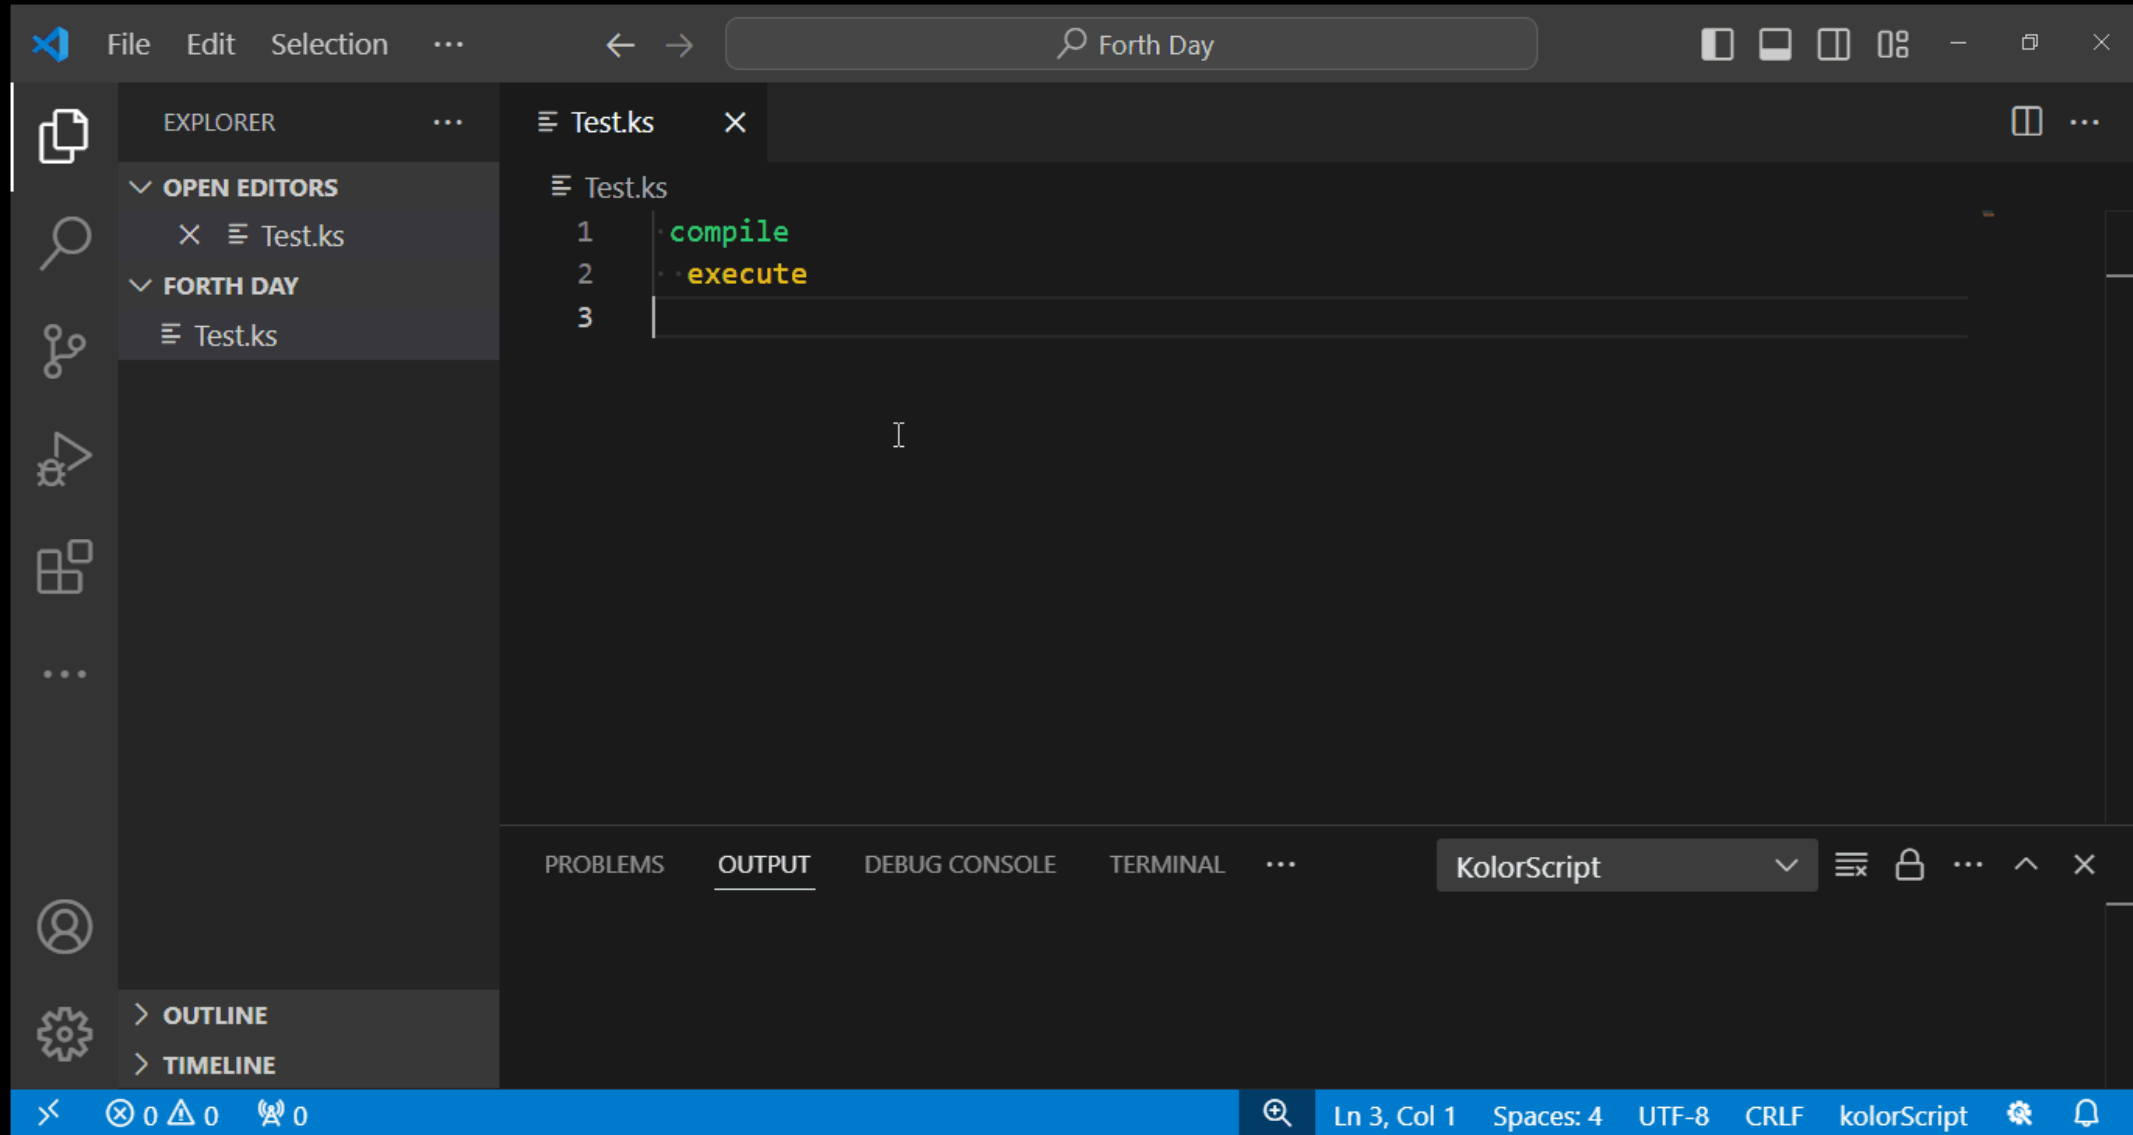 File Edit Selection ··· Forth Day
EXPLORER ···
Test.ks
OPEN EDITORS
Test.ks
FORTH DAY
Test.ks
Test.ks
1 compile
2 execute
3
PROBLEMS OUTPUT DEBUG CONSOLE TERMINAL ··· KolorScript
OUTLINE
TIMELINE
0 0 0 Ln 3, Col 1 Spaces: 4 UTF-8 CRLF kolorScript